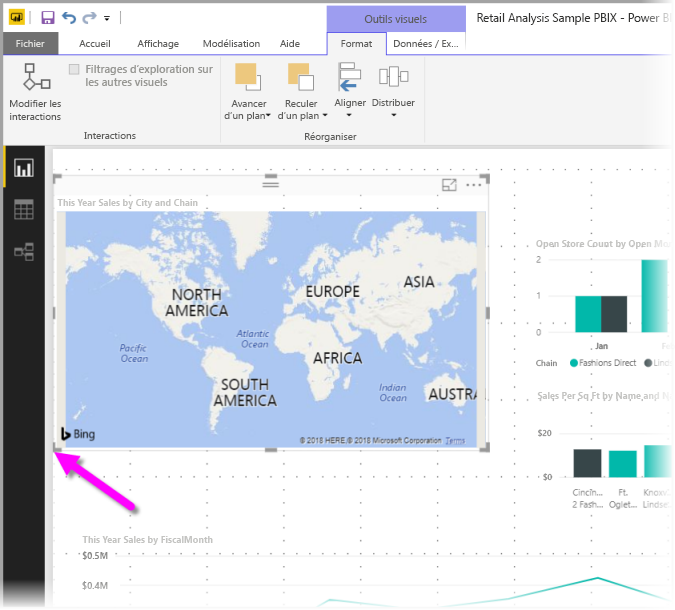 Outils visuels
Retail Analysis Sample PBIX - Power B
Fichier
Accueil
Affichage
Modélisation
Aide
Format
Données / Ex...
Modifier les
interactions
Filtrages d'exploration sur
les autres visuels
Interactions
Avancer
d'un plan
Reculer
d'un plan
Aligner
Distribuer
Réorganiser
This Year Sales by City and Chain
NORTH
AMERICA
EUROPE
ASIA
Pacific
Ocean
Atlantic
Ocean
AFRICA
SOUTH
AMERICA
Indian
Ocean
AUSTRA
Bing
© 2018 HERE, © 2018 Microsoft Corporation Terms
Open Store Count by Open Mo
2
1
0
Jan
Fe
Chain
Fashions Direct
Lind
Sales Per Sq Ft by Name and N
$20
$0
Cincin...
2 Fash...
Ft.
Oglet...
Knoxv...
Lindse
This Year Sales by FiscalMonth
$0.5M
$0.4M